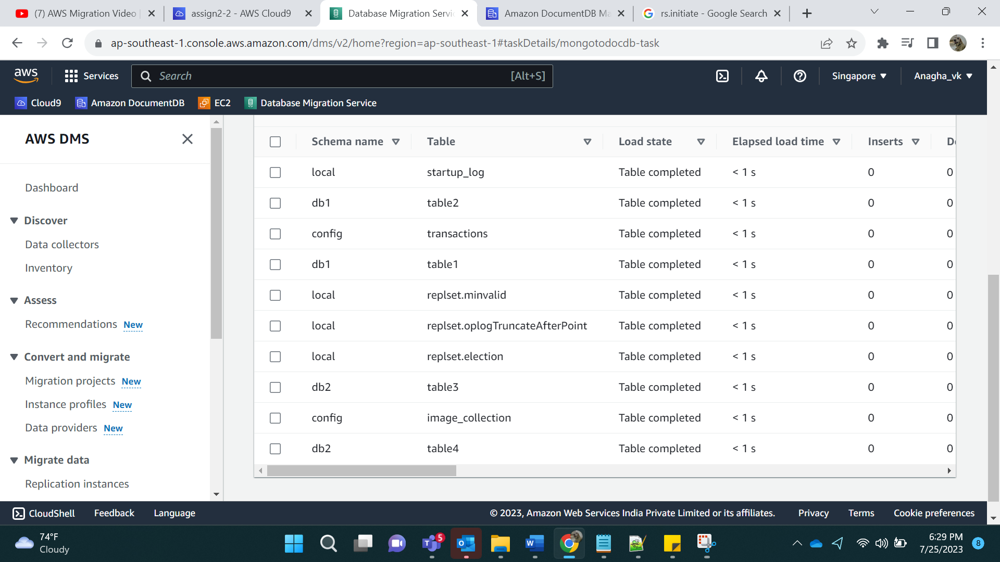 (7) AWS Migration Video
assign2-2 - AWS Cloud9
Database Migration Servic
Amazon DocumentDB Ma
rs.initiate - Google Search
ap-southeast-1.console.aws.amazon.com/dms/v2/home?region=ap-southeast-1#taskDetails/mongotodocdb-task
aws
Services
Search
[Alt+S]
Singapore
Anagha_vk
Cloud9
Amazon DocumentDB
EC2
Database Migration Service
AWS DMS
Dashboard
Discover
Data collectors
Inventory
Assess
Recommendations New
Convert and migrate
Migration projects New
Instance profiles New
Data providers New
Migrate data
Replication instances
Schema name Table Load state Elapsed load time Inserts
local startup_log Table completed < 1 s 0 0
db1 table2 Table completed < 1 s 0 0
config transactions Table completed < 1 s 0 0
db1 table1 Table completed < 1 s 0 0
local replset.minvalid Table completed < 1 s 0 0
local replset.oplogTruncateAfterPoint Table completed < 1 s 0 0
local replset.election Table completed < 1 s 0 0
db2 table3 Table completed < 1 s 0 0
config image_collection Table completed < 1 s 0 0
db2 table4 Table completed < 1 s 0 0
CloudShell Feedback Language
© 2023, Amazon Web Services India Private Limited or its affiliates. Privacy Terms Cookie preferences
74°F
Cloudy
5
6:29 PM
7/25/2023
8